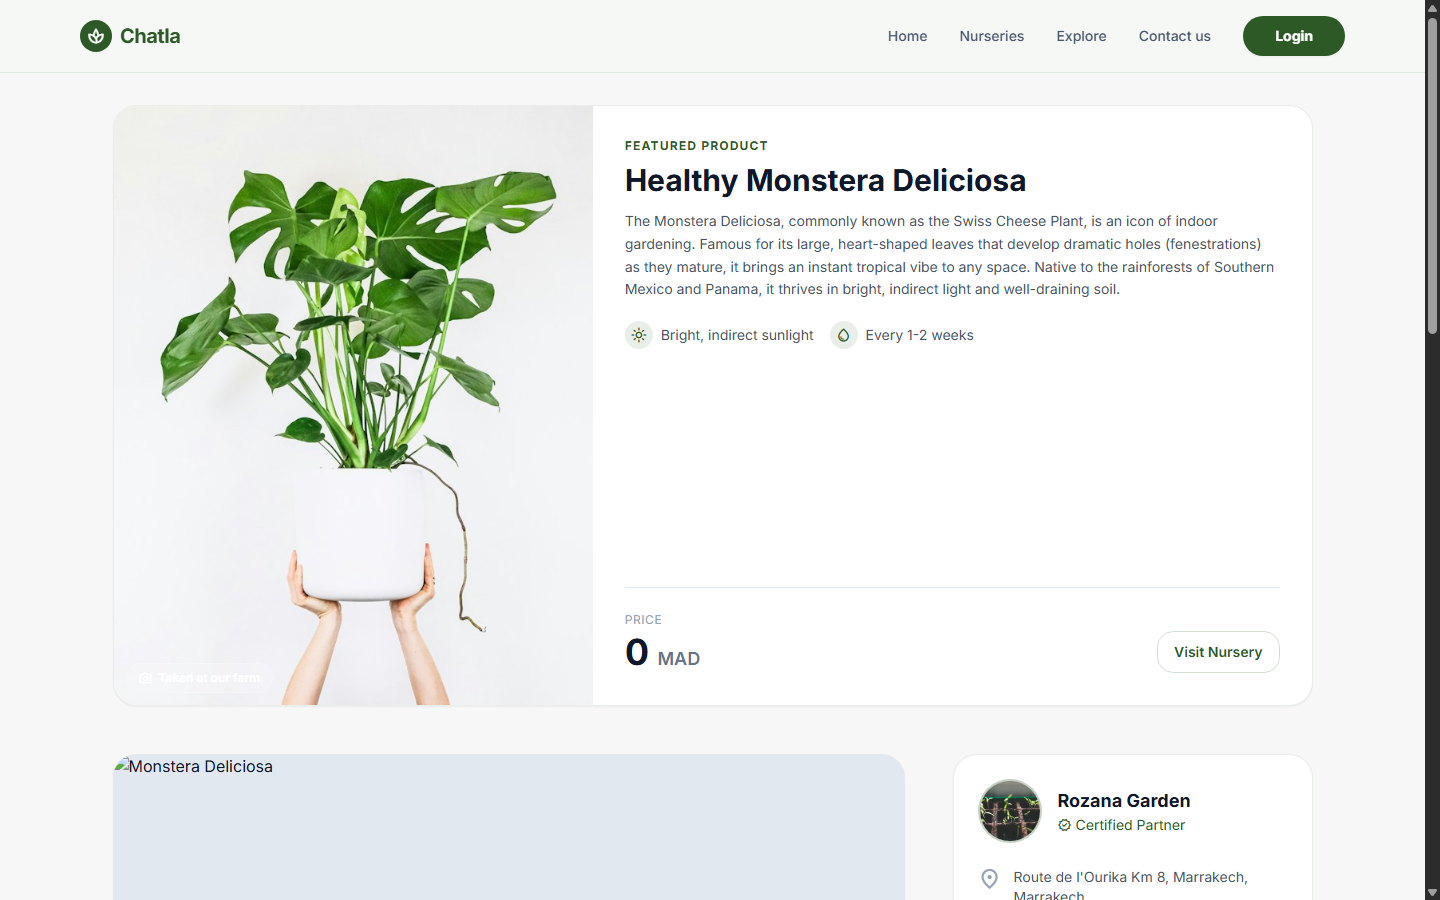 Chatla
Home
Nurseries
Explore
Contact us
Login
FEATURED PRODUCT
Healthy Monstera Deliciosa
The Monstera Deliciosa, commonly known as the Swiss Cheese Plant, is an icon of indoor
gardening. Famous for its large, heart-shaped leaves that develop dramatic holes (fenestrations)
as they mature, it brings an instant tropical vibe to any space. Native to the rainforests of Southern
Mexico and Panama, it thrives in bright, indirect light and well-draining soil.
Bright, indirect sunlight
Every 1-2 weeks
PRICE
0 MAD
Visit Nursery
Taken at our farm
Monstera Deliciosa
Rozana Garden
Certified Partner
Route de l'Ourika Km 8, Marrakech,
Marrakech